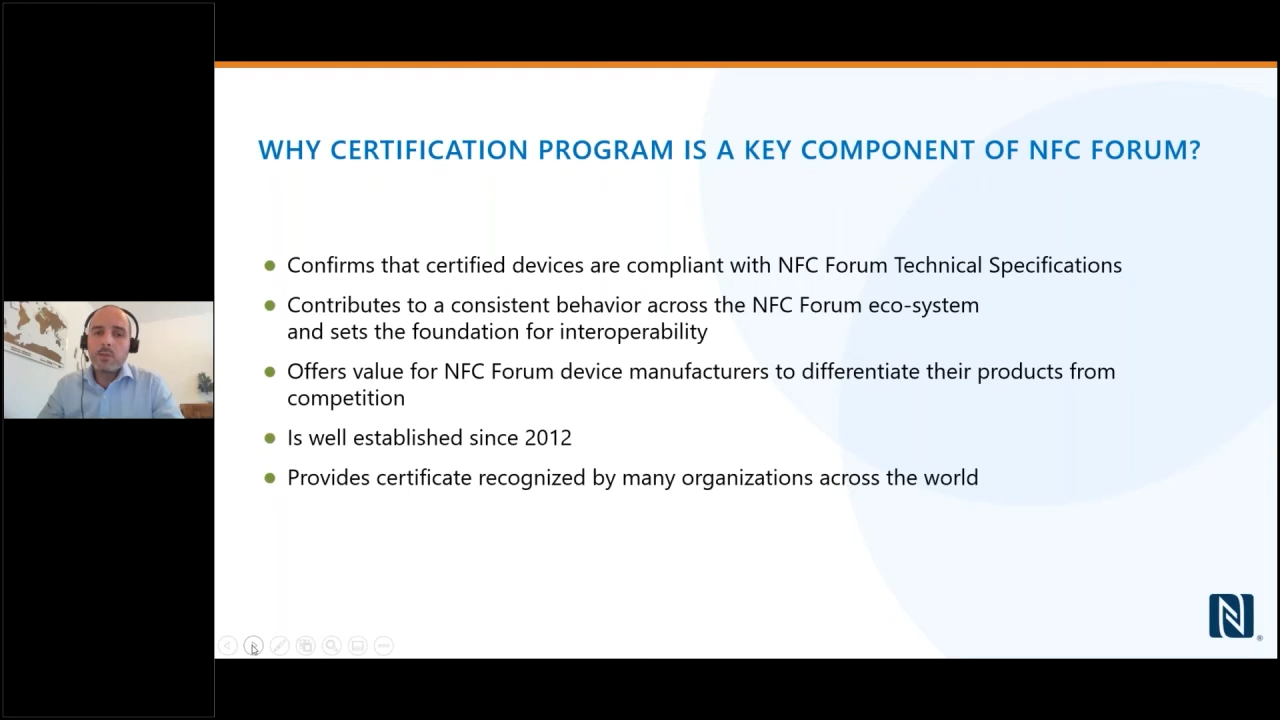 WHY CERTIFICATION PROGRAM IS A KEY COMPONENT OF NFC FORUM?
Confirms that certified devices are compliant with NFC Forum Technical Specifications
Contributes to a consistent behavior across the NFC Forum eco-system
and sets the foundation for interoperability
Offers value for NFC Forum device manufacturers to differentiate their products from
competition
Is well established since 2012
Provides certificate recognized by many organizations across the world